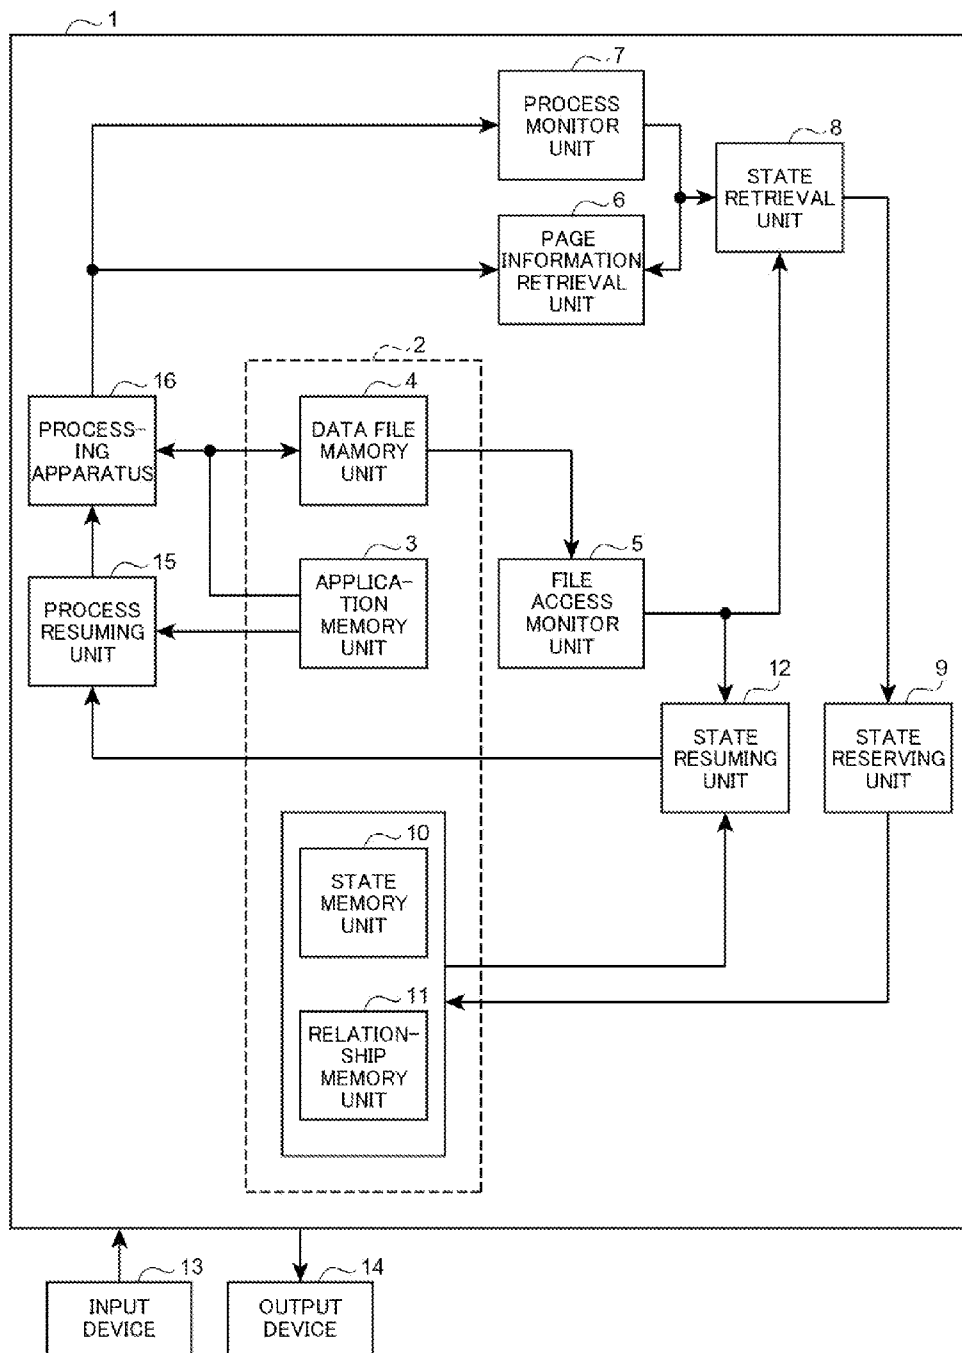 1
7
PROCESS
MONITOR
UNIT
8
STATE
RETRIEVAL
UNIT
6
PAGE
INFORMATION
RETRIEVAL
UNIT
2
16
PROCESS-
ING
APPARATUS
4
DATA FILE
MAMORY
UNIT
15
PROCESS
RESUMING
UNIT
3
APPLICA-
TION
MEMORY
UNIT
5
FILE
ACCESS
MONITOR
UNIT
12
STATE
RESUMING
UNIT
9
STATE
RESERVING
UNIT
10
STATE
MEMORY
UNIT
11
RELATION-
SHIP
MEMORY
UNIT
13
INPUT
DEVICE
14
OUTPUT
DEVICE